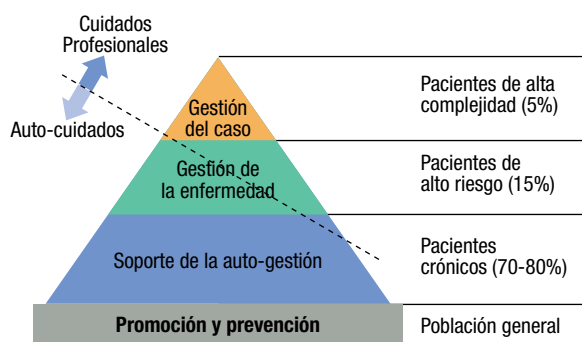 Cuidados
Profesionales
Auto-cuidados
Gestión
del caso
Pacientes de alta
complejidad (5%)
Gestión de
la enfermedad
Pacientes de
alto riesgo (15%)
Soporte de la auto-gestión
Pacientes
crónicos (70-80%)
Promoción y prevención
Población general